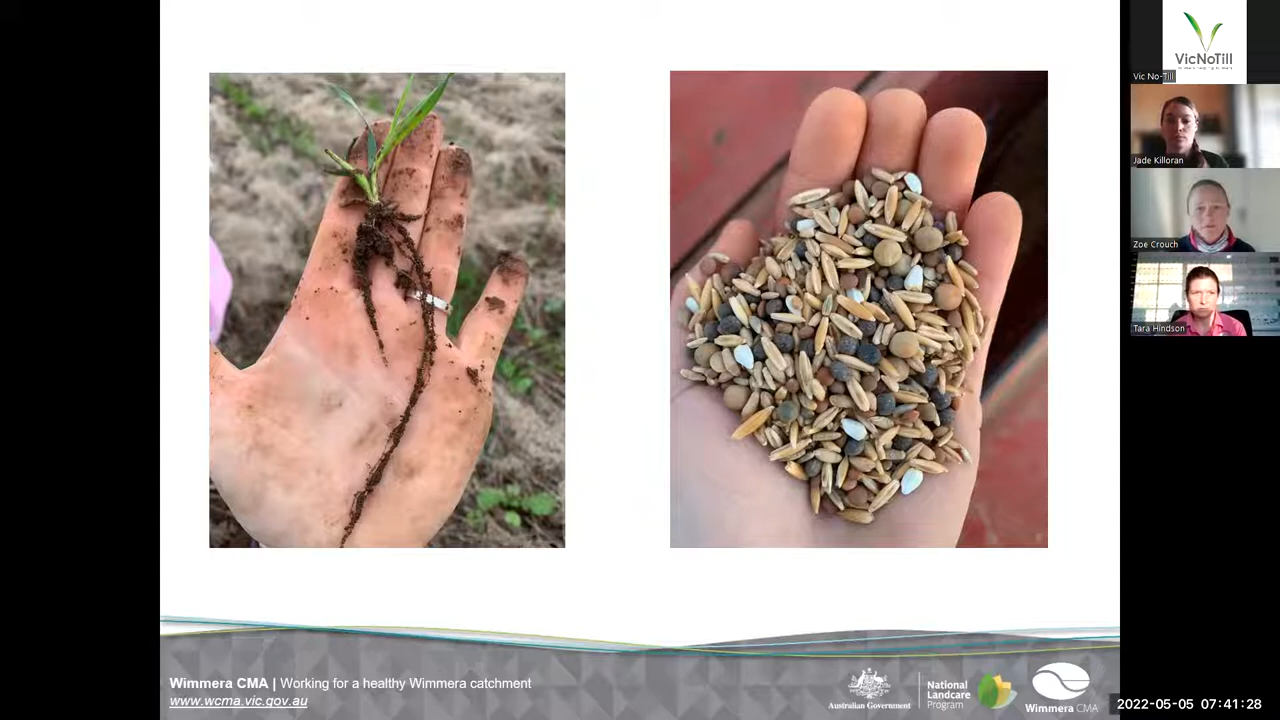 VicNoTill
Vic No-Till
Jade Killoran
Zoe Crouch
Tara Hindson
Wimmera CMA | Working for a healthy Wimmera catchment
www.wcma.vic.gov.au
Australian Government
National
Landcare
Program
Wimmera CMA
2022-05-05 07:41:28